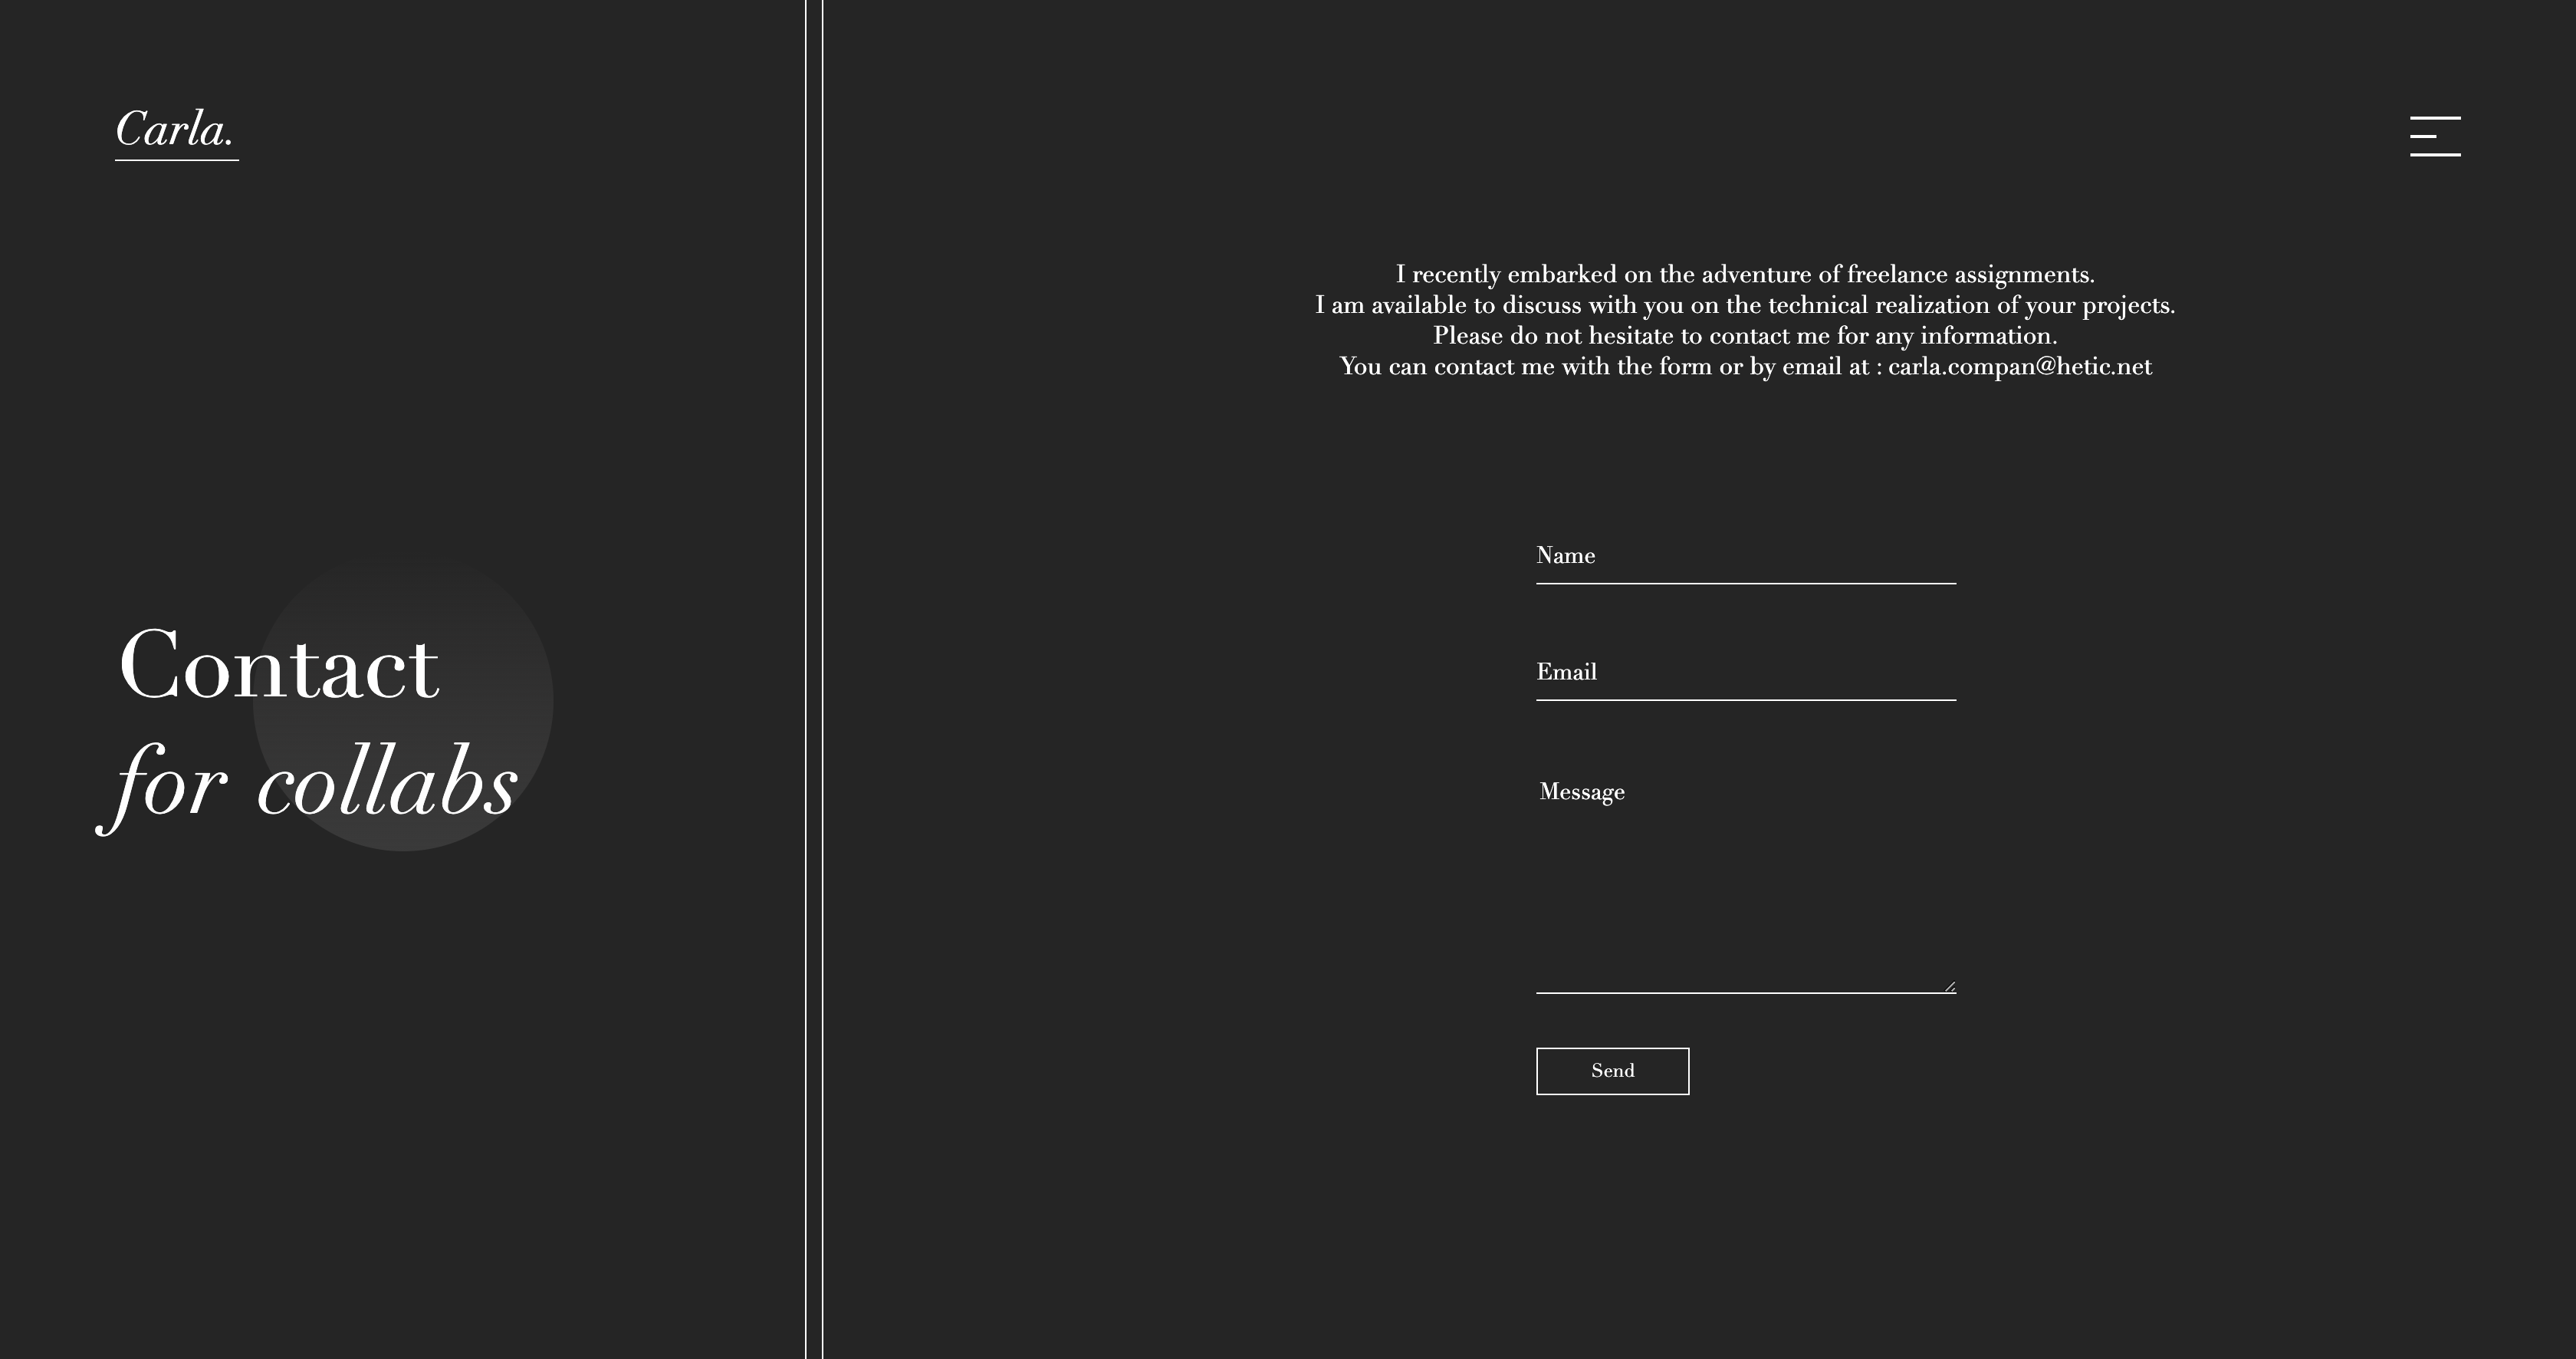 Carla.
Contact
for collabs
I recently embarked on the adventure of freelance assignments.
I am available to discuss with you on the technical realization of your projects.
Please do not hesitate to contact me for any information.
You can contact me with the form or by email at : carla.compan@hetic.net
Name
Email
Message
Send